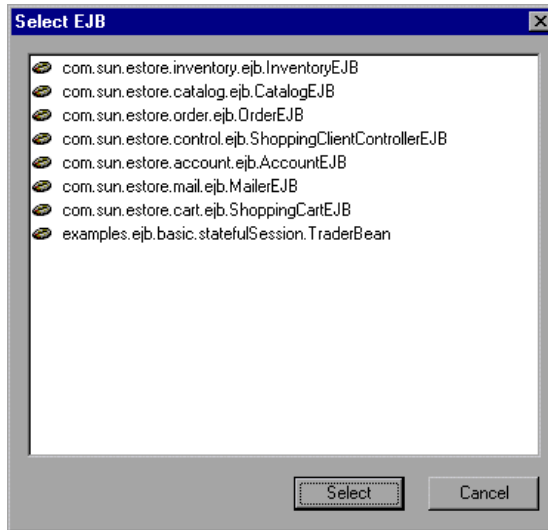 Select EJB
com.sun.estore.inventory.ejb.InventoryEJB
com.sun.estore.catalog.ejb.CatalogEJB
com.sun.estore.order.ejb.OrderEJB
com.sun.estore.control.ejb.ShoppingClientControllerEJB
com.sun.estore.account.ejb.AccountEJB
com.sun.estore.mail.ejb.MailerEJB
com.sun.estore.cart.ejb.ShoppingCartEJB
examples.ejb.basic.statefulSession.TraderBean
Select Cancel